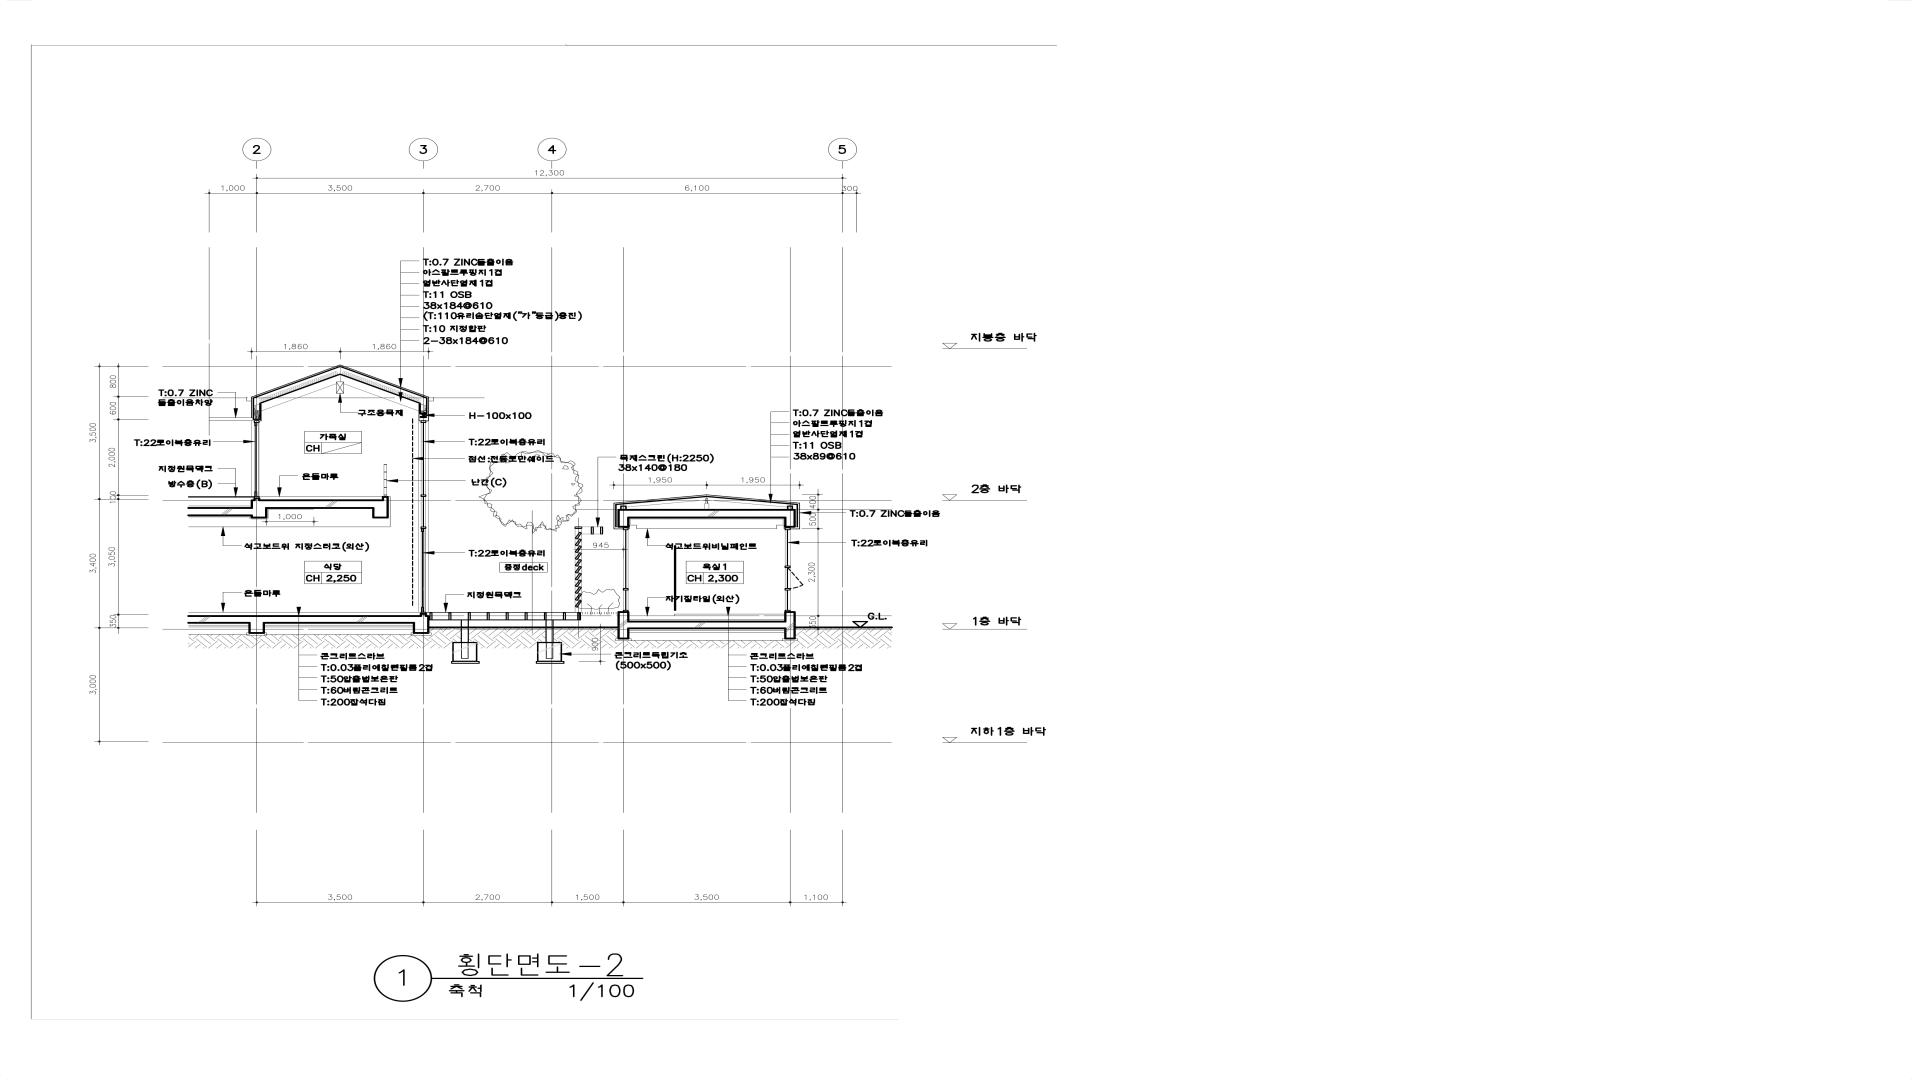 2
3
4
5
12,300
1,000
3,500
2,700
6,100
300
T:0.7 ZINC돌출이음
아스팔트루핑지1겹
열반사단열재1겹
T:11 OSB
38x184@610
(T:110유리솜단열재("가"등급)충진)
T:10 지정합판
2-38x184@610
지붕층 바닥
1,860
1,860
800
600
3,500
2,000
3,400
3,050
350
3,000
T:0.7 ZINC
돌출이음차양
구조용목재
H-100x100
가족실
CH
T:22로이복층유리
T:22로이복층유리
점선:전동롤만쉐이드
지정원목데크
방수층(B)
온돌마루
난간(C)
목재스크린(H:2250)
38x140@180
T:0.7 ZINC돌출이음
아스팔트루핑지1겹
열반사단열재1겹
T:11 OSB
38x89@610
1,950
1,950
2층 바닥
400
500
T:0.7 ZINC돌출이음
1,000
석고보드위 지정스타코(외산)
T:22로이복층유리
945
석고보드위비닐페인트
T:22로이복층유리
식당
CH 2,250
중정deck
욕실1
CH 2,300
2,300
온돌마루
지정원목데크
자기질타일(외산)
350
G.L.
1층 바닥
900
콘크리트스라브
T:0.03폴리에칠렌필름2겹
T:50압출법보온판
T:60버림콘크리트
T:200잡석다짐
콘크리트독립기초
(500x500)
콘크리트스라브
T:0.03폴리에칠렌필름2겹
T:50압출법보온판
T:60버림콘크리트
T:200잡석다짐
지하1층 바닥
3,500
2,700
1,500
3,500
1,100
1
횡단면도-2
축척 1/100